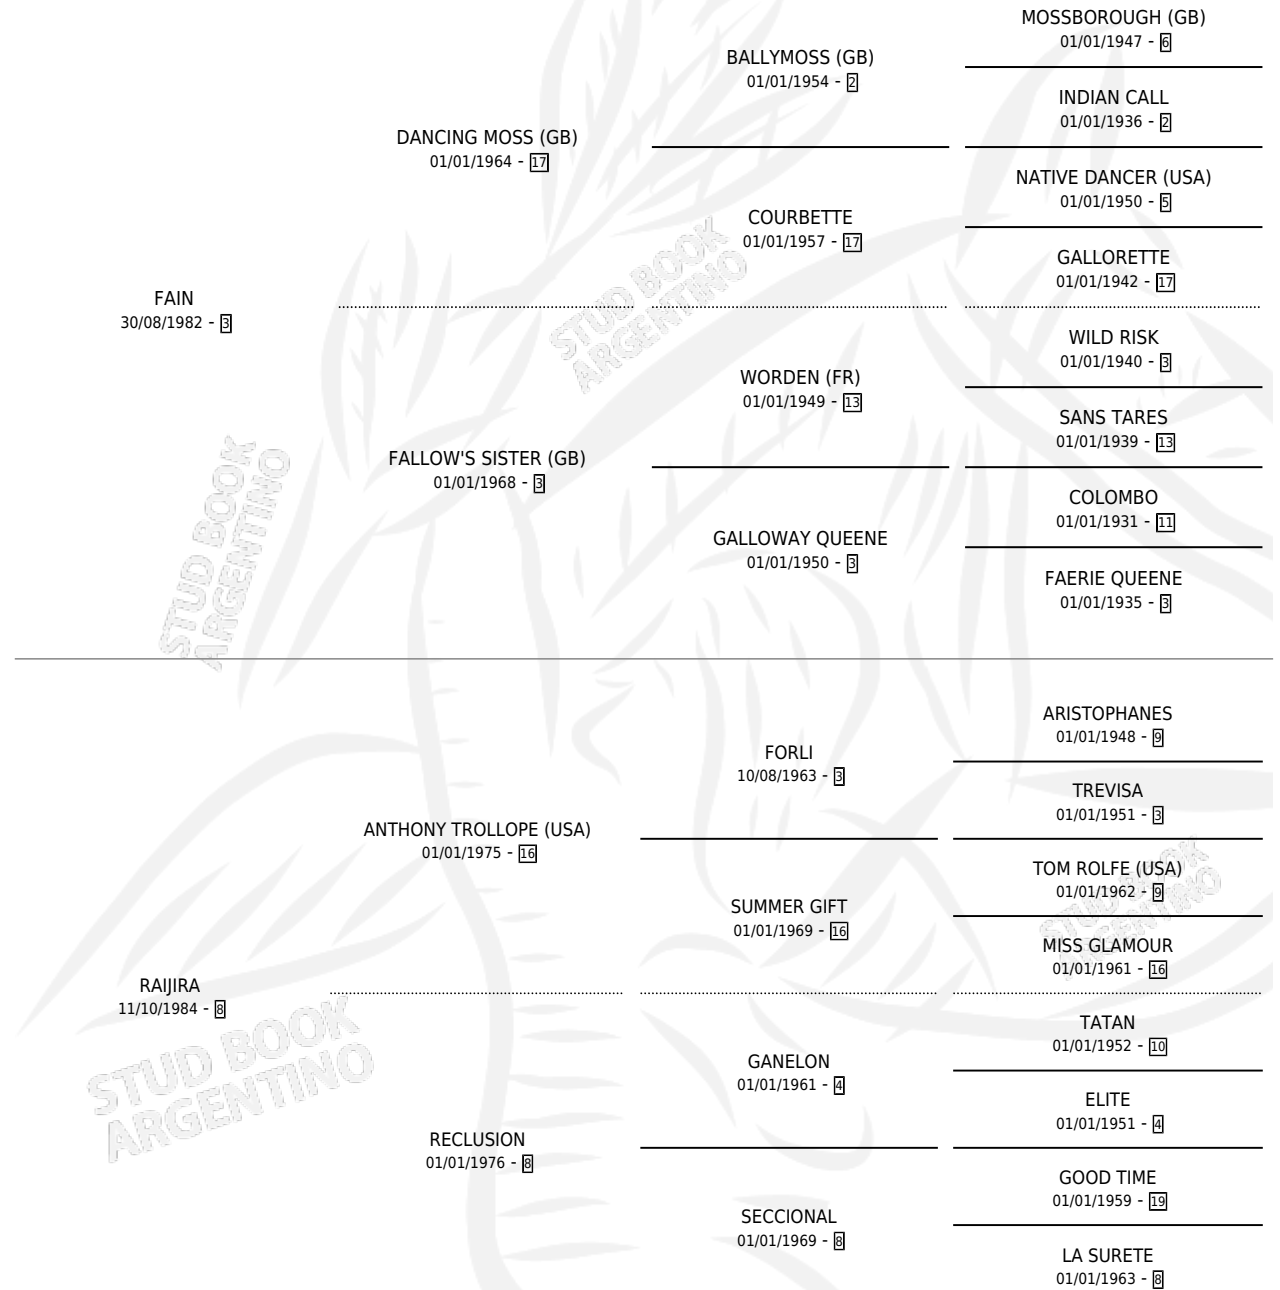 MOSSBOROUGH (GB)
01/01/1947 - 6
BALLYMOSS (GB)
01/01/1954 - 2
INDIAN CALL
01/01/1936 - 2
DANCING MOSS (GB)
01/01/1964 - 17
NATIVE DANCER (USA)
01/01/1950 - 5
COURBETTE
01/01/1957 - 17
GALLORETTE
01/01/1942 - 17
FAIN
30/08/1982 - 3
WILD RISK
01/01/1940 - 3
WORDEN (FR)
01/01/1949 - 13
SANS TARES
01/01/1939 - 13
FALLOW'S SISTER (GB)
01/01/1968 - 3
COLOMBO
01/01/1931 - 11
GALLOWAY QUEENE
01/01/1950 - 3
FAERIE QUEENE
01/01/1935 - 3
STUD BOOK
ARGENTINO
STUD BOOK
ARGENTINO
ARISTOPHANES
01/01/1948 - 9
FORLI
10/08/1963 - 3
TREVISA
01/01/1951 - 3
ANTHONY TROLLOPE (USA)
01/01/1975 - 16
TOM ROLFE (USA)
01/01/1962 - 9
SUMMER GIFT
01/01/1969 - 16
MISS GLAMOUR
01/01/1961 - 16
STUD BOOK
ARGENTINO
RAIJIRA
11/10/1984 - 8
TATAN
01/01/1952 - 10
GANELON
01/01/1961 - 4
ELITE
01/01/1951 - 4
RECLUSION
01/01/1976 - 8
GOOD TIME
01/01/1959 - 19
SECCIONAL
01/01/1969 - 8
LA SURETE
01/01/1963 - 8
STUD BOOK
ARGENTINO